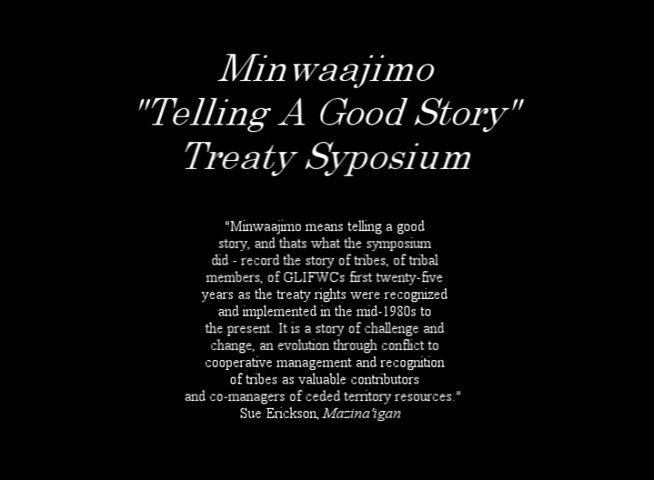 Minwaajimo
"Telling A Good Story"
Treaty Syposium
"Minwaajimo means telling a good
story, and thats what the symposium
did - record the story of tribes, of tribal
members, of GLIFWCs first twenty-five
years as the treaty rights were recognized
and implemented in the mid-1980s to
the present. It is a story of challenge and
change, an evolution through conflict to
cooperative management and recognition
of tribes as valuable contributors
and co-managers of ceded territory resources."
Sue Erickson, Mazina'igan